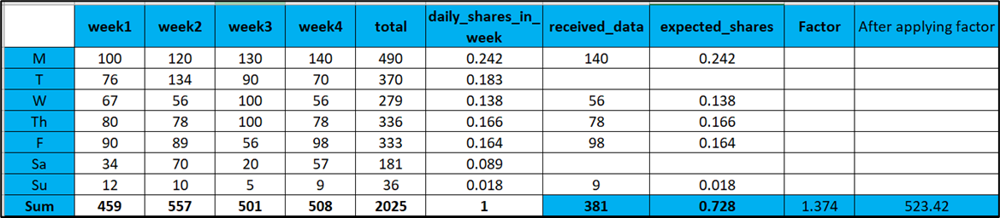 week1 week2 week3 week4 total daily_shares_in_week received_data expected_shares Factor After applying factor
M 100 120 130 140 490 0.242 140 0.242
T 76 134 90 70 370 0.183
W 67 56 100 56 279 0.138 56 0.138
Th 80 78 100 78 336 0.166 78 0.166
F 90 89 56 98 333 0.164 98 0.164
Sa 34 70 20 57 181 0.089
Su 12 10 5 9 36 0.018 9 0.018
Sum 459 557 501 508 2025 1 381 0.728 1.374 523.42